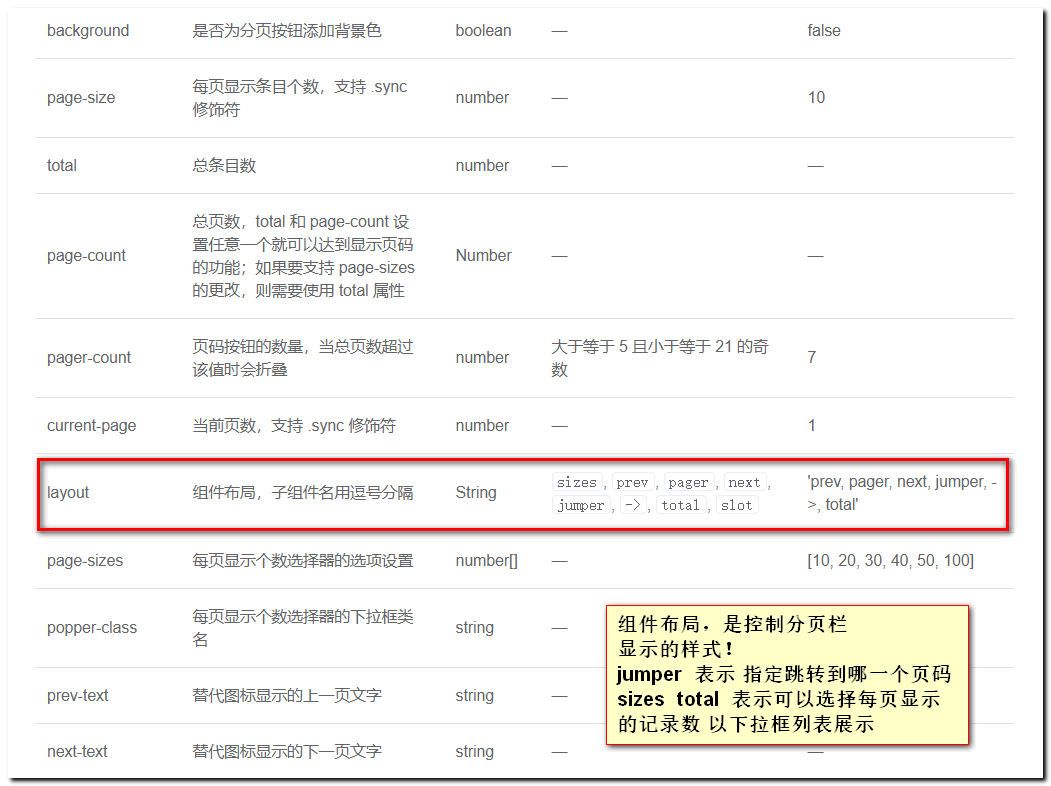 background 是否为分页按钮添加背景色 boolean — false
page-size 每页显示条目个数，支持 .sync
修饰符 number — 10
total 总条目数 number — —
page-count 总页数，total 和 page-count 设
置任意一个就可以达到显示页码
的功能；如果要支持 page-sizes
的更改，则需要使用 total 属性 Number — —
pager-count 页码按钮的数量，当总页数超过
该值时会折叠 number 大于等于 5 且小于等于 21 的奇
数 7
current-page 当前页数，支持 .sync 修饰符 number — 1
layout 组件布局，子组件名用逗号分隔 String sizes, prev, pager, next,
jumper, ->, total, slot 'prev, pager, next, jumper, -
>, total'
page-sizes 每页显示个数选择器的选项设置 number[] — [10, 20, 30, 40, 50, 100]
popper-class 每页显示个数选择器的下拉框类
名 string —
prev-text 替代图标显示的上一页文字 string —
next-text 替代图标显示的下一页文字 string — —
组件布局，是控制分页栏
显示的样式！
jumper 表示 指定跳转到哪一个页码
sizes total 表示可以选择每页显示
的记录数 以下拉框列表展示